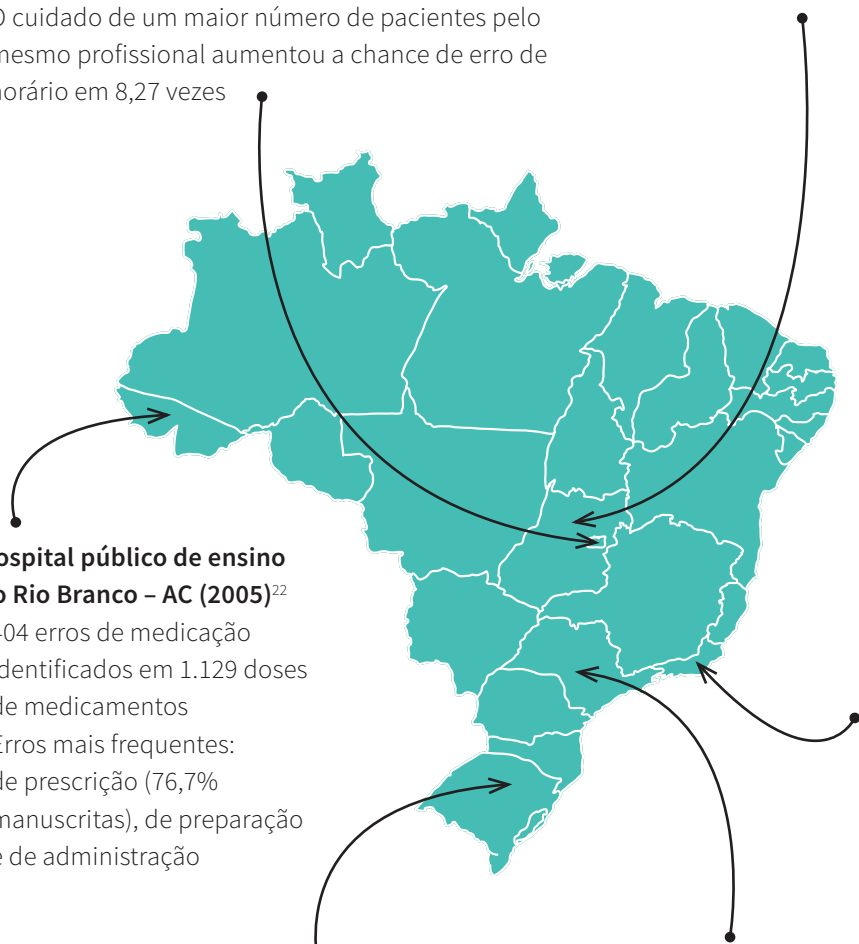 O cuidado de um maior número de pacientes pelo
mesmo profissional aumentou a chance de erro de
horário em 8,27 vezes
ospital público de ensino
o Rio Branco – AC (2005)22
404 erros de medicação
identificados em 1.129 doses
de medicamentos
Erros mais frequentes:
de prescrição (76,7%
manuscritas), de preparação
e de administração